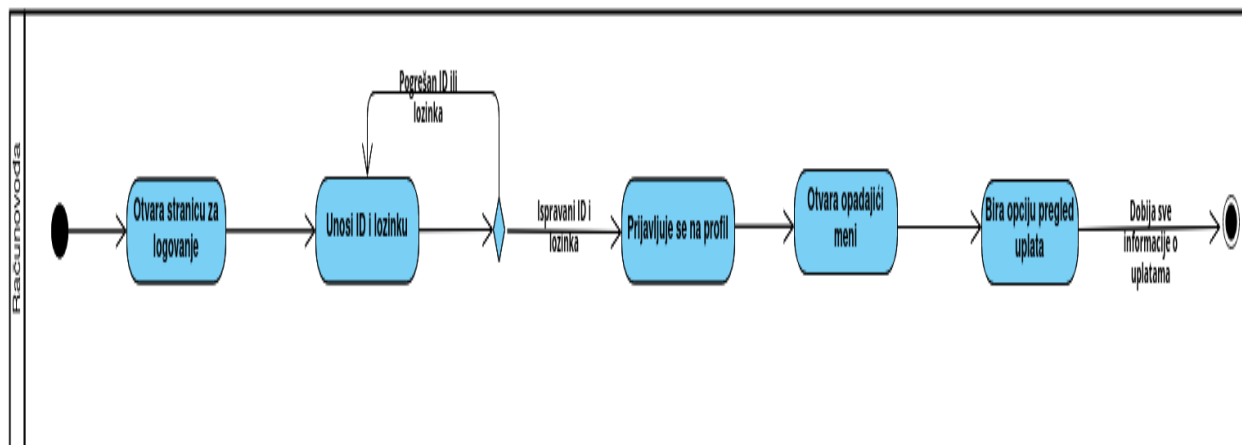 Računovođa
Otvara stranicu za
logovanje
Unosi ID i lozinku
Pogrešan ID ili
lozinka
Ispravani ID i
lozinka
Prijavljuje se na profil
Otvara opadajići
meni
Bira opciju pregled
uplata
Dobija sve
informacije o
uplatama